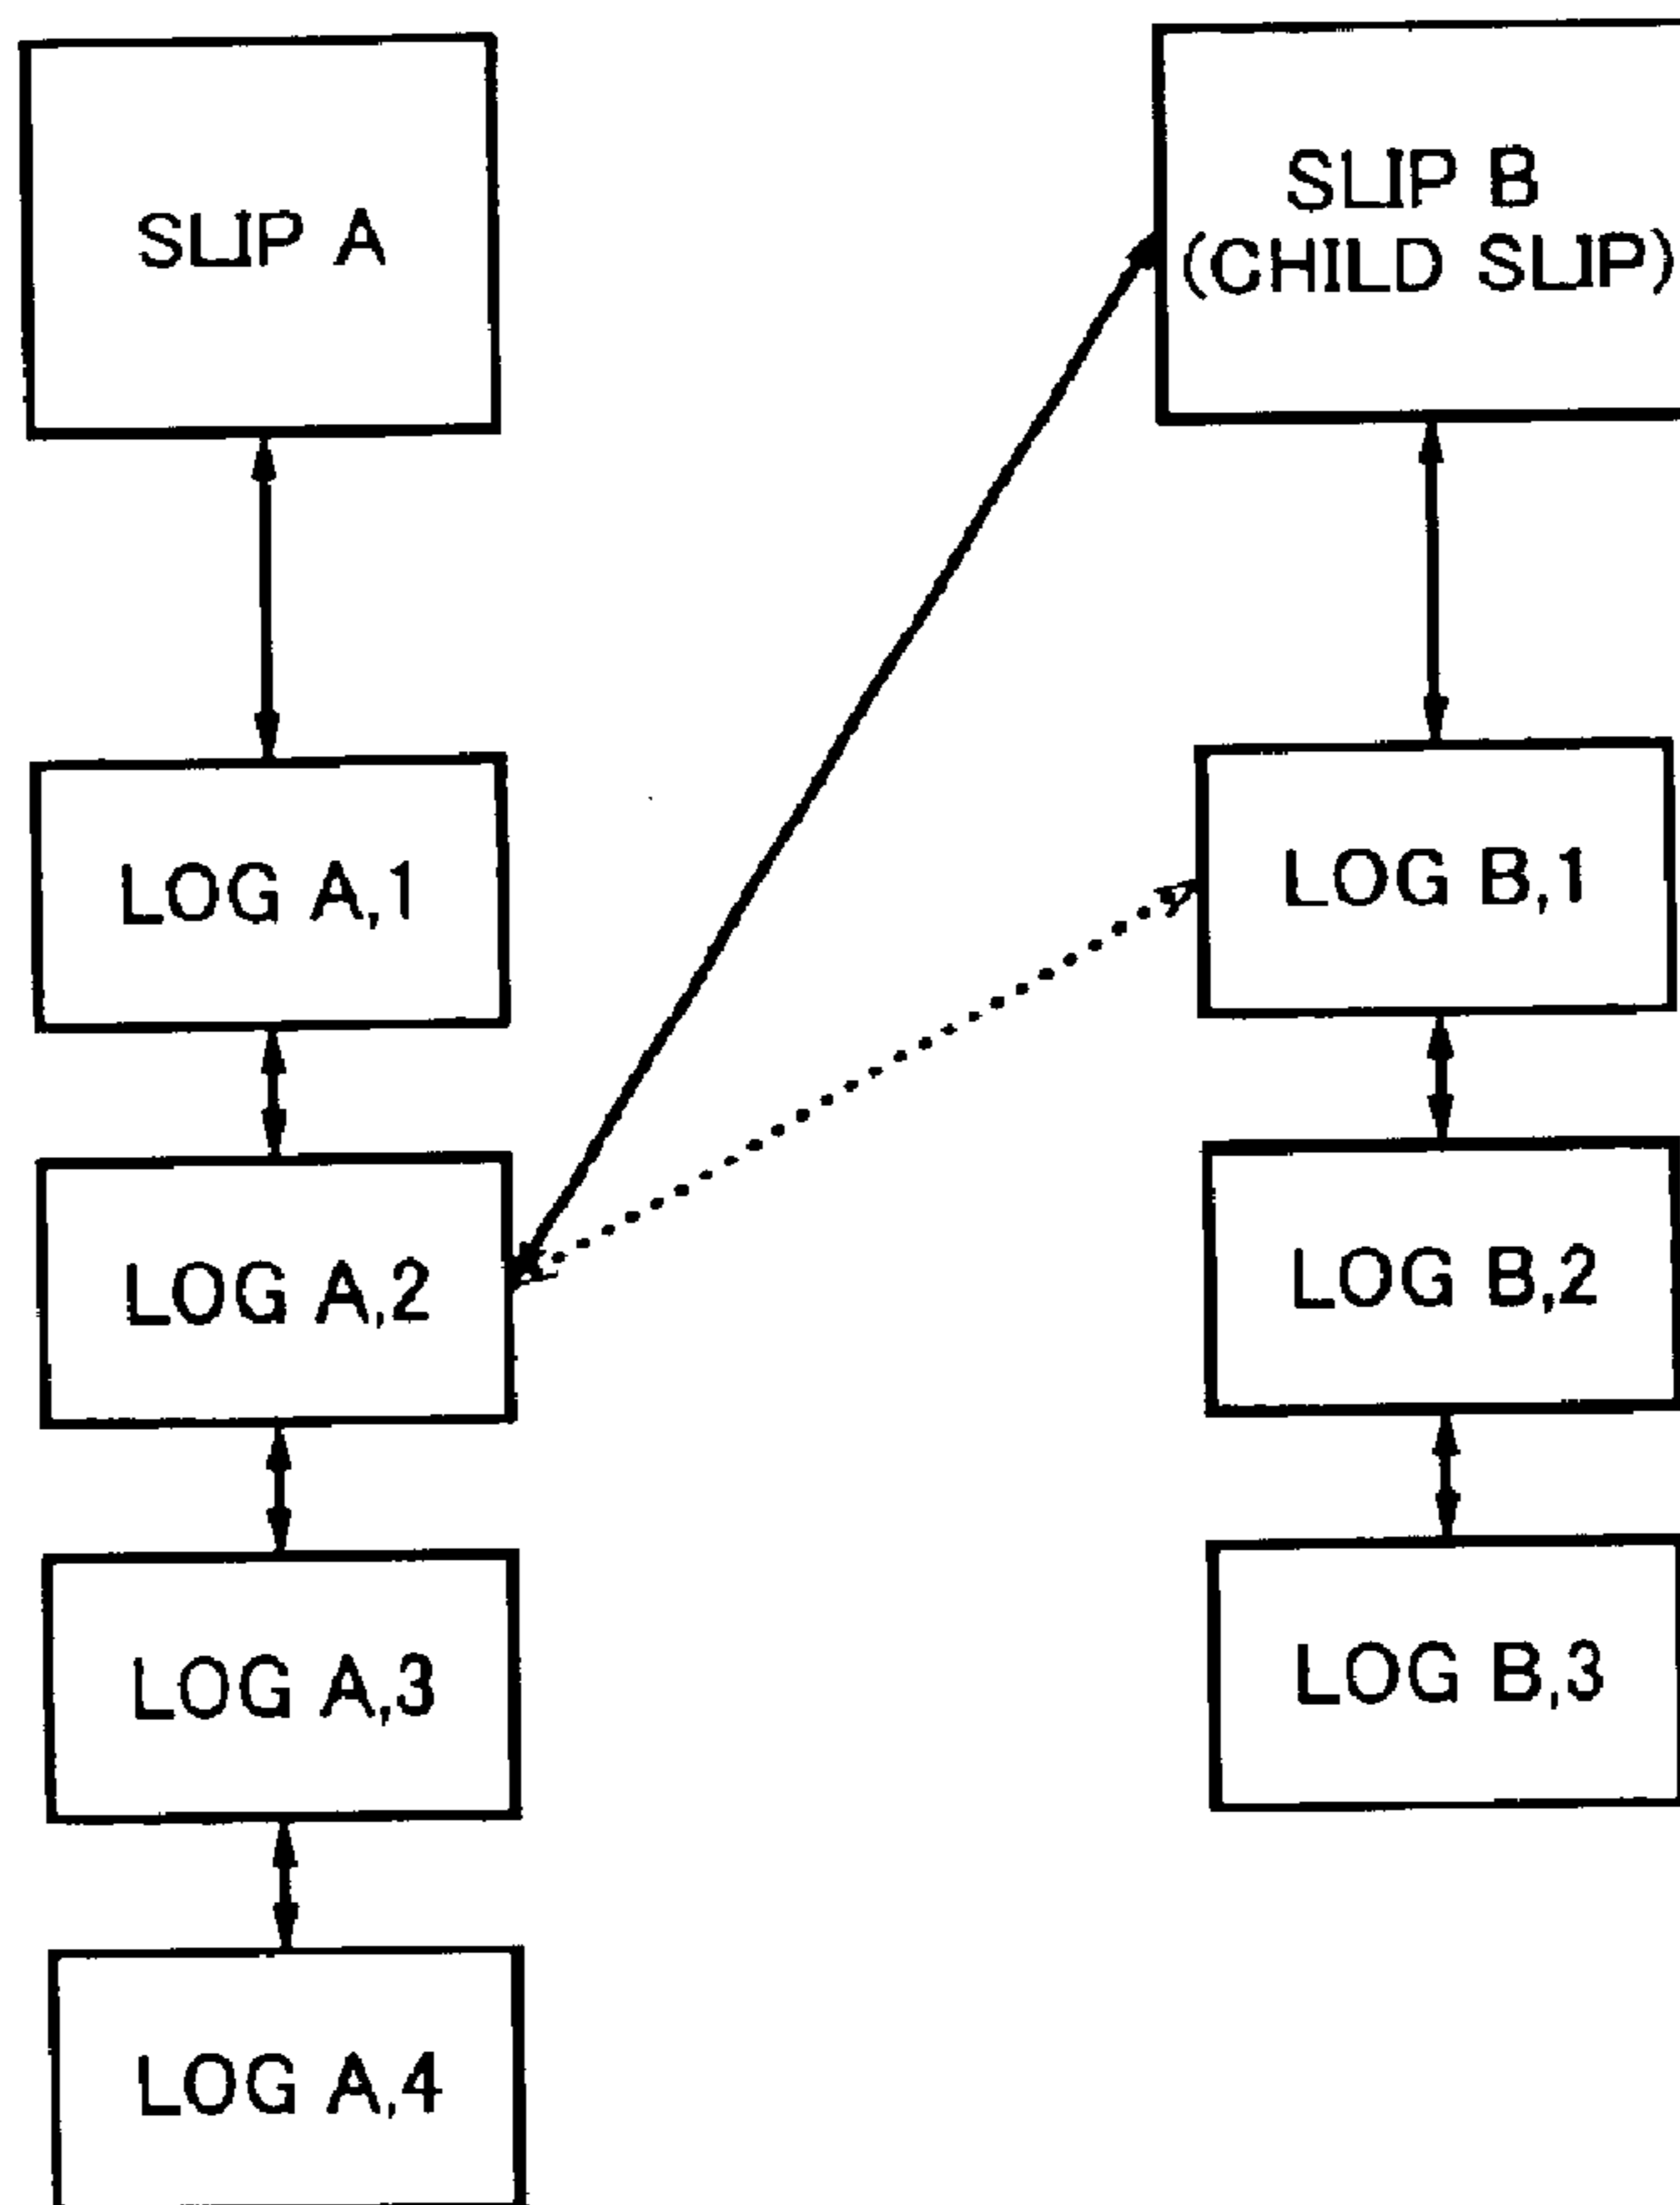 SLIP A
SLIP B
(CHILD SLIP)
LOG A,1
LOG B,1
LOG A,2
LOG B,2
LOG A,3
LOG B,3
LOG A,4